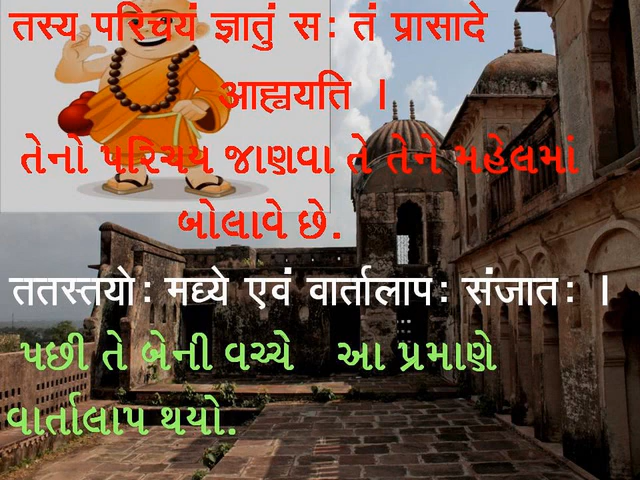 तस्य परिचयं ज्ञातुं सः तं प्रासादे
आह्वयति ।
તેનો પરિચય જાણવા તે તેને મહેલમાં
બોલાવે છે.
ततस्तयोः मध्ये एवं वार्तालापः संजातः ।
પછી તે બેની વચ્ચે આ પ્રમાણે
વાર્તાલાપ થયો.